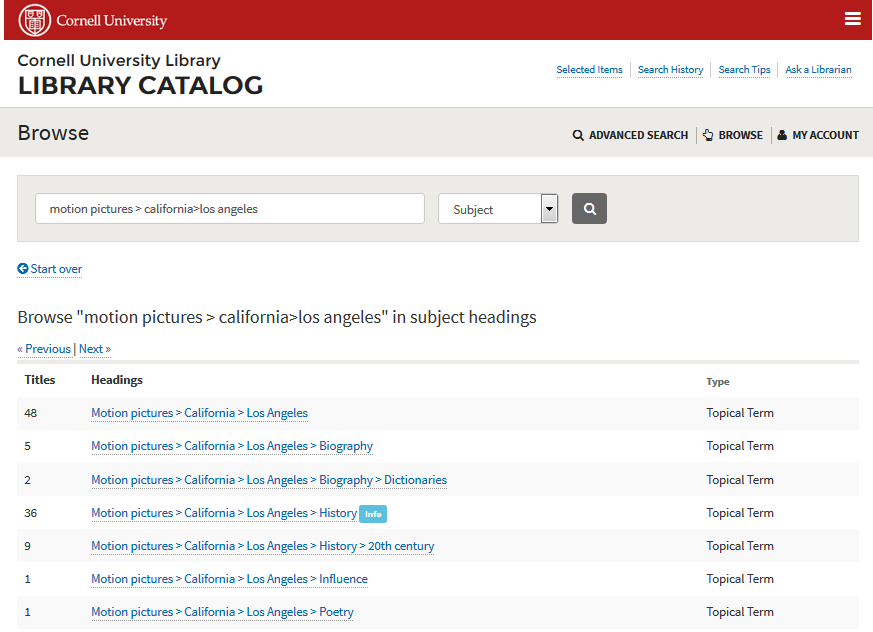 Cornell University
Cornell University Library
LIBRARY CATALOG
Selected Items Search History Search Tips Ask a Librarian
Browse
ADVANCED SEARCH BROWSE MY ACCOUNT
motion pictures > california>los angeles Subject
Start over
Browse "motion pictures > california>los angeles" in subject headings
« Previous | Next »
Titles Headings Type
48 Motion pictures > California > Los Angeles Topical Term
5 Motion pictures > California > Los Angeles > Biography Topical Term
2 Motion pictures > California > Los Angeles > Biography > Dictionaries Topical Term
36 Motion pictures > California > Los Angeles > History Info Topical Term
9 Motion pictures > California > Los Angeles > History > 20th century Topical Term
1 Motion pictures > California > Los Angeles > Influence Topical Term
1 Motion pictures > California > Los Angeles > Poetry Topical Term